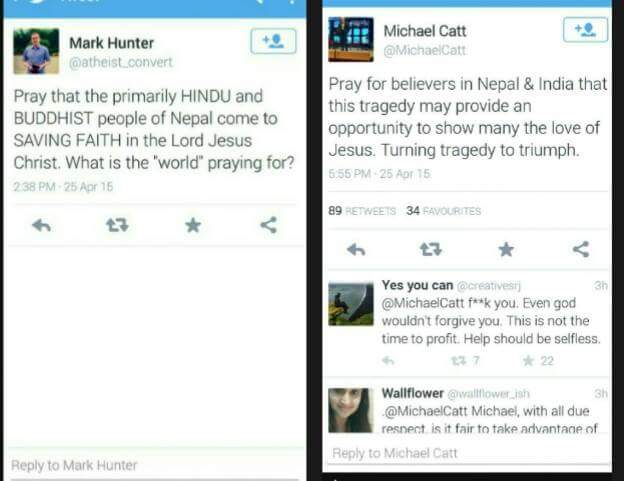 Mark Hunter
@atheist_convert
Pray that the primarily HINDU and
BUDDHIST people of Nepal come to
SAVING FAITH in the Lord Jesus
Christ. What is the "world" praying for?
2:38 PM · 25 Apr 15
Reply to Mark Hunter
Michael Catt
@MichaelCatt
Pray for believers in Nepal & India that
this tragedy may provide an
opportunity to show many the love of
Jesus. Turning tragedy to triumph.
5:55 PM · 25 Apr 15
89 RETWEETS 34 FAVOURITES
Yes you can @creativesrj 3h
@MichaelCatt f**k you. Even god
wouldn't forgive you. This is not the
time to profit. Help should be selfless.
7 22
Wallflower @wallflower_ish 3h
.@MichaelCatt Michael, with all due
respect, is it fair to take advantage of
Reply to Michael Catt